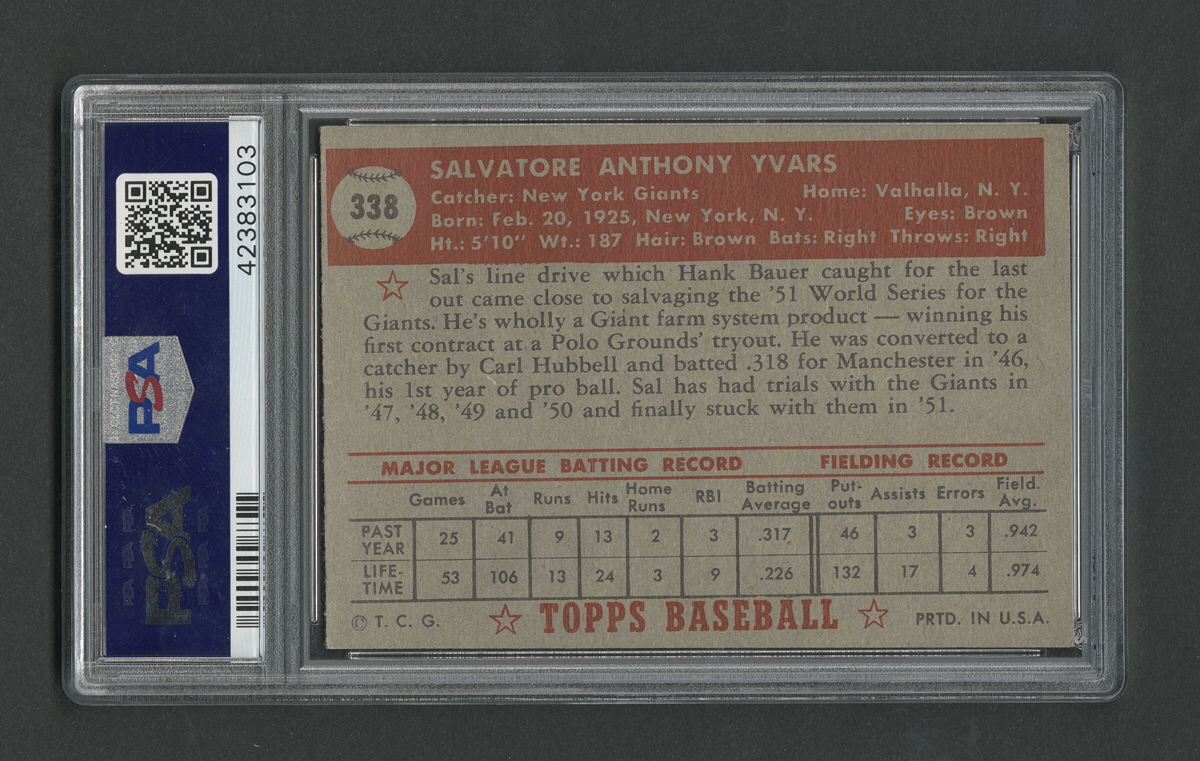 42383103
PSA
PSA
SALVATORE ANTHONY YVARS
338
Catcher: New York Giants Home: Valhalla, N. Y.
Born: Feb. 20, 1925, New York, N. Y. Eyes: Brown
Ht.: 5'10" Wt.: 187 Hair: Brown Bats: Right Throws: Right
Sal's line drive which Hank Bauer caught for the last
out came close to salvaging the '51 World Series for the
Giants. He's wholly a Giant farm system product — winning his
first contract at a Polo Grounds' tryout. He was converted to a
catcher by Carl Hubbell and batted .318 for Manchester in '46,
his 1st year of pro ball. Sal has had trials with the Giants in
'47, '48, '49 and '50 and finally stuck with them in '51.
MAJOR LEAGUE BATTING RECORD FIELDING RECORD
Games At Bat Runs Hits Home Runs RBI Batting Average Put-outs Assists Errors Field. Avg.
PAST YEAR 25 41 9 13 2 3 .317 46 3 3 .942
LIFE-TIME 53 106 13 24 3 9 .226 132 17 4 .974
© T. C. G. TOPPS BASEBALL PRTD. IN U.S.A.